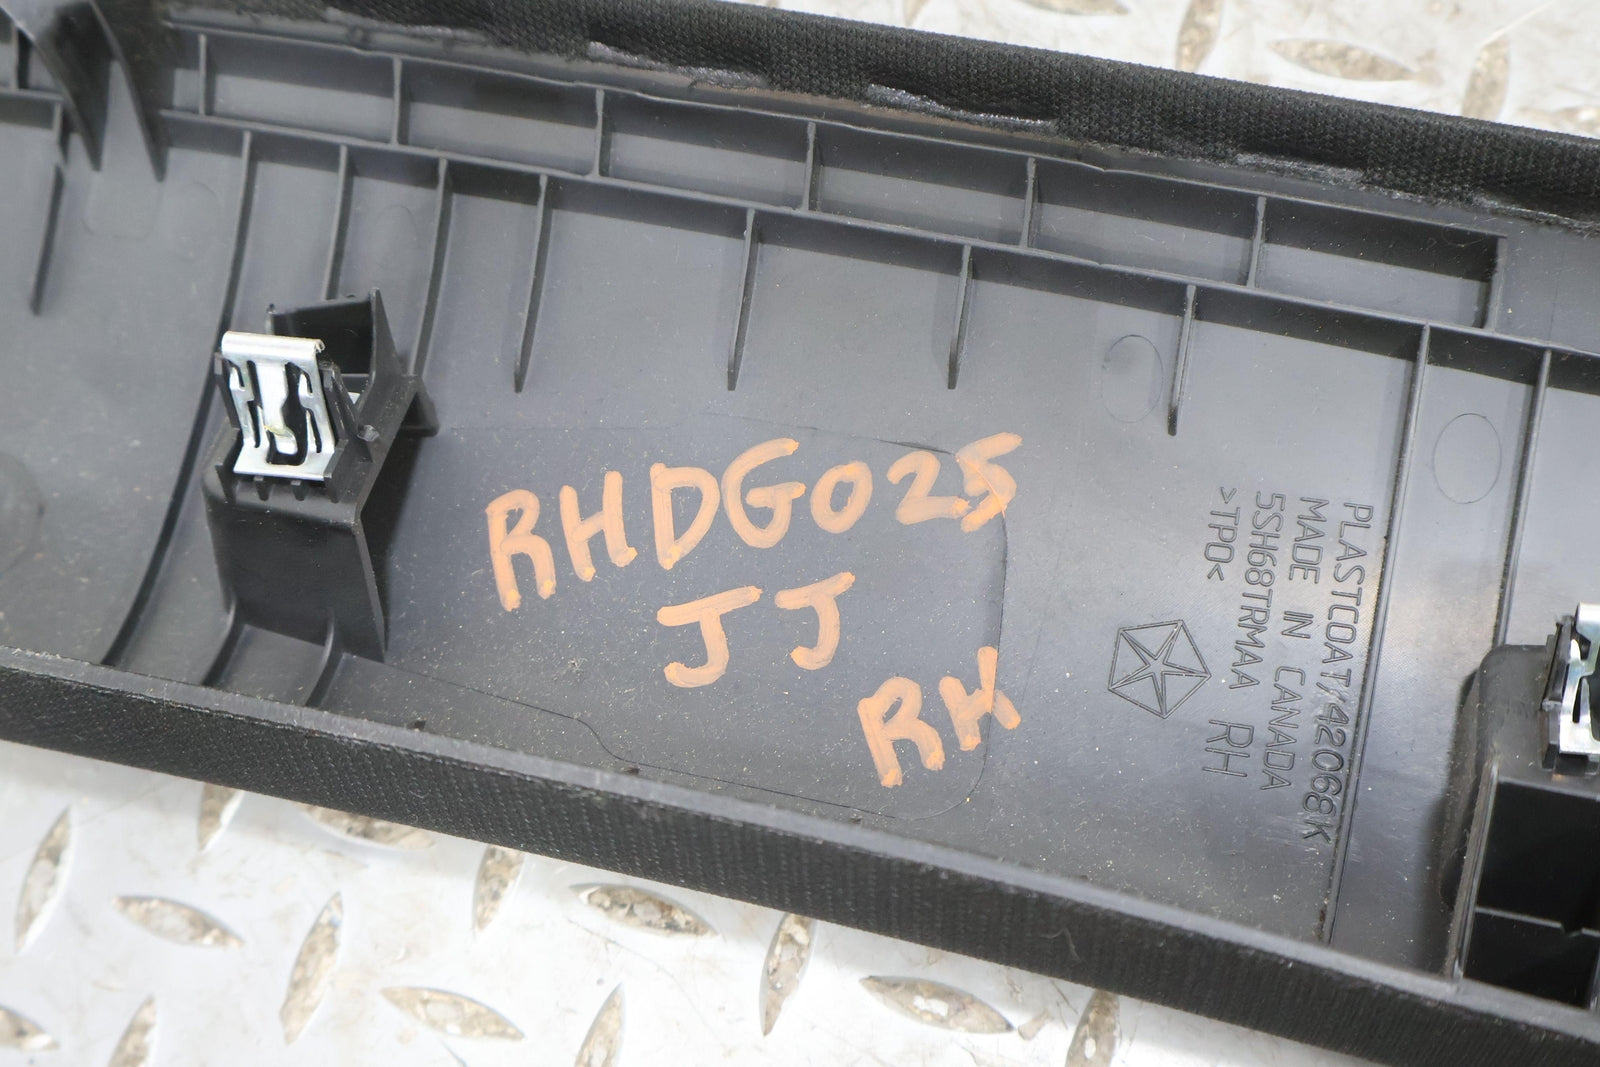 RHDG025
JJ
RH
PLASTCOAT/42068K
MADE IN CANADA
5SH68TRMAA RH
>TPO<